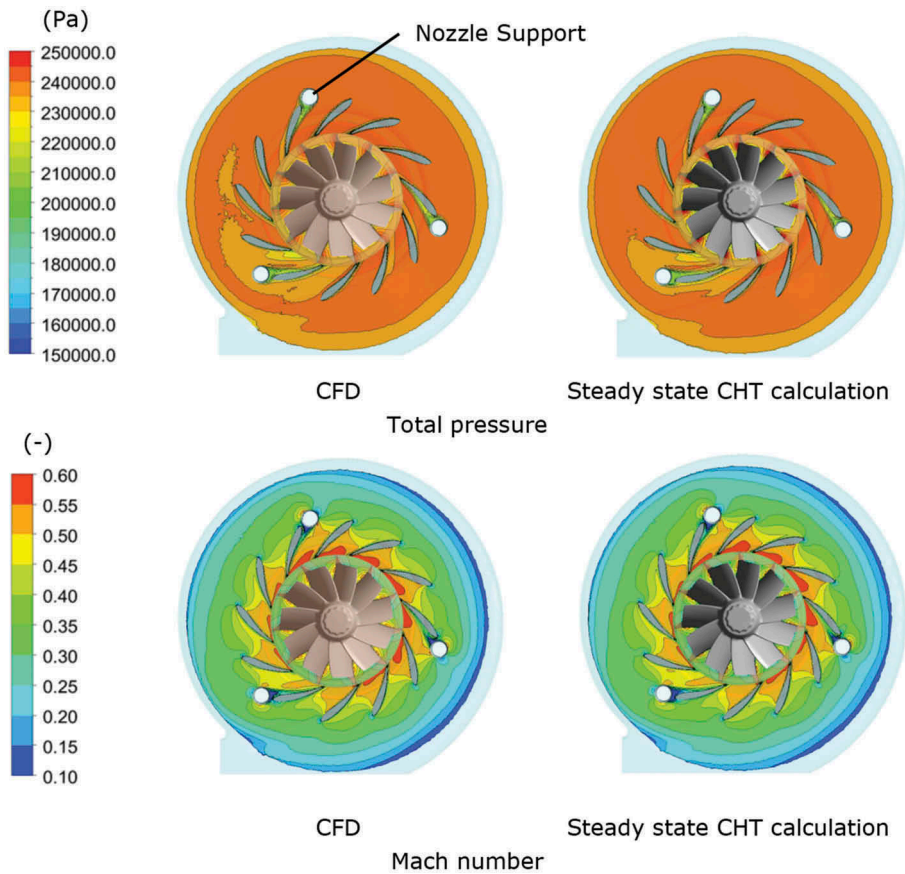 (Pa)
Nozzle Support
250000.0
240000.0
230000.0
220000.0
210000.0
200000.0
190000.0
180000.0
170000.0
160000.0
150000.0
CFD
Steady state CHT calculation
Total pressure
(-)
0.60
0.55
0.50
0.45
0.40
0.35
0.30
0.25
0.20
0.15
0.10
CFD
Steady state CHT calculation
Mach number